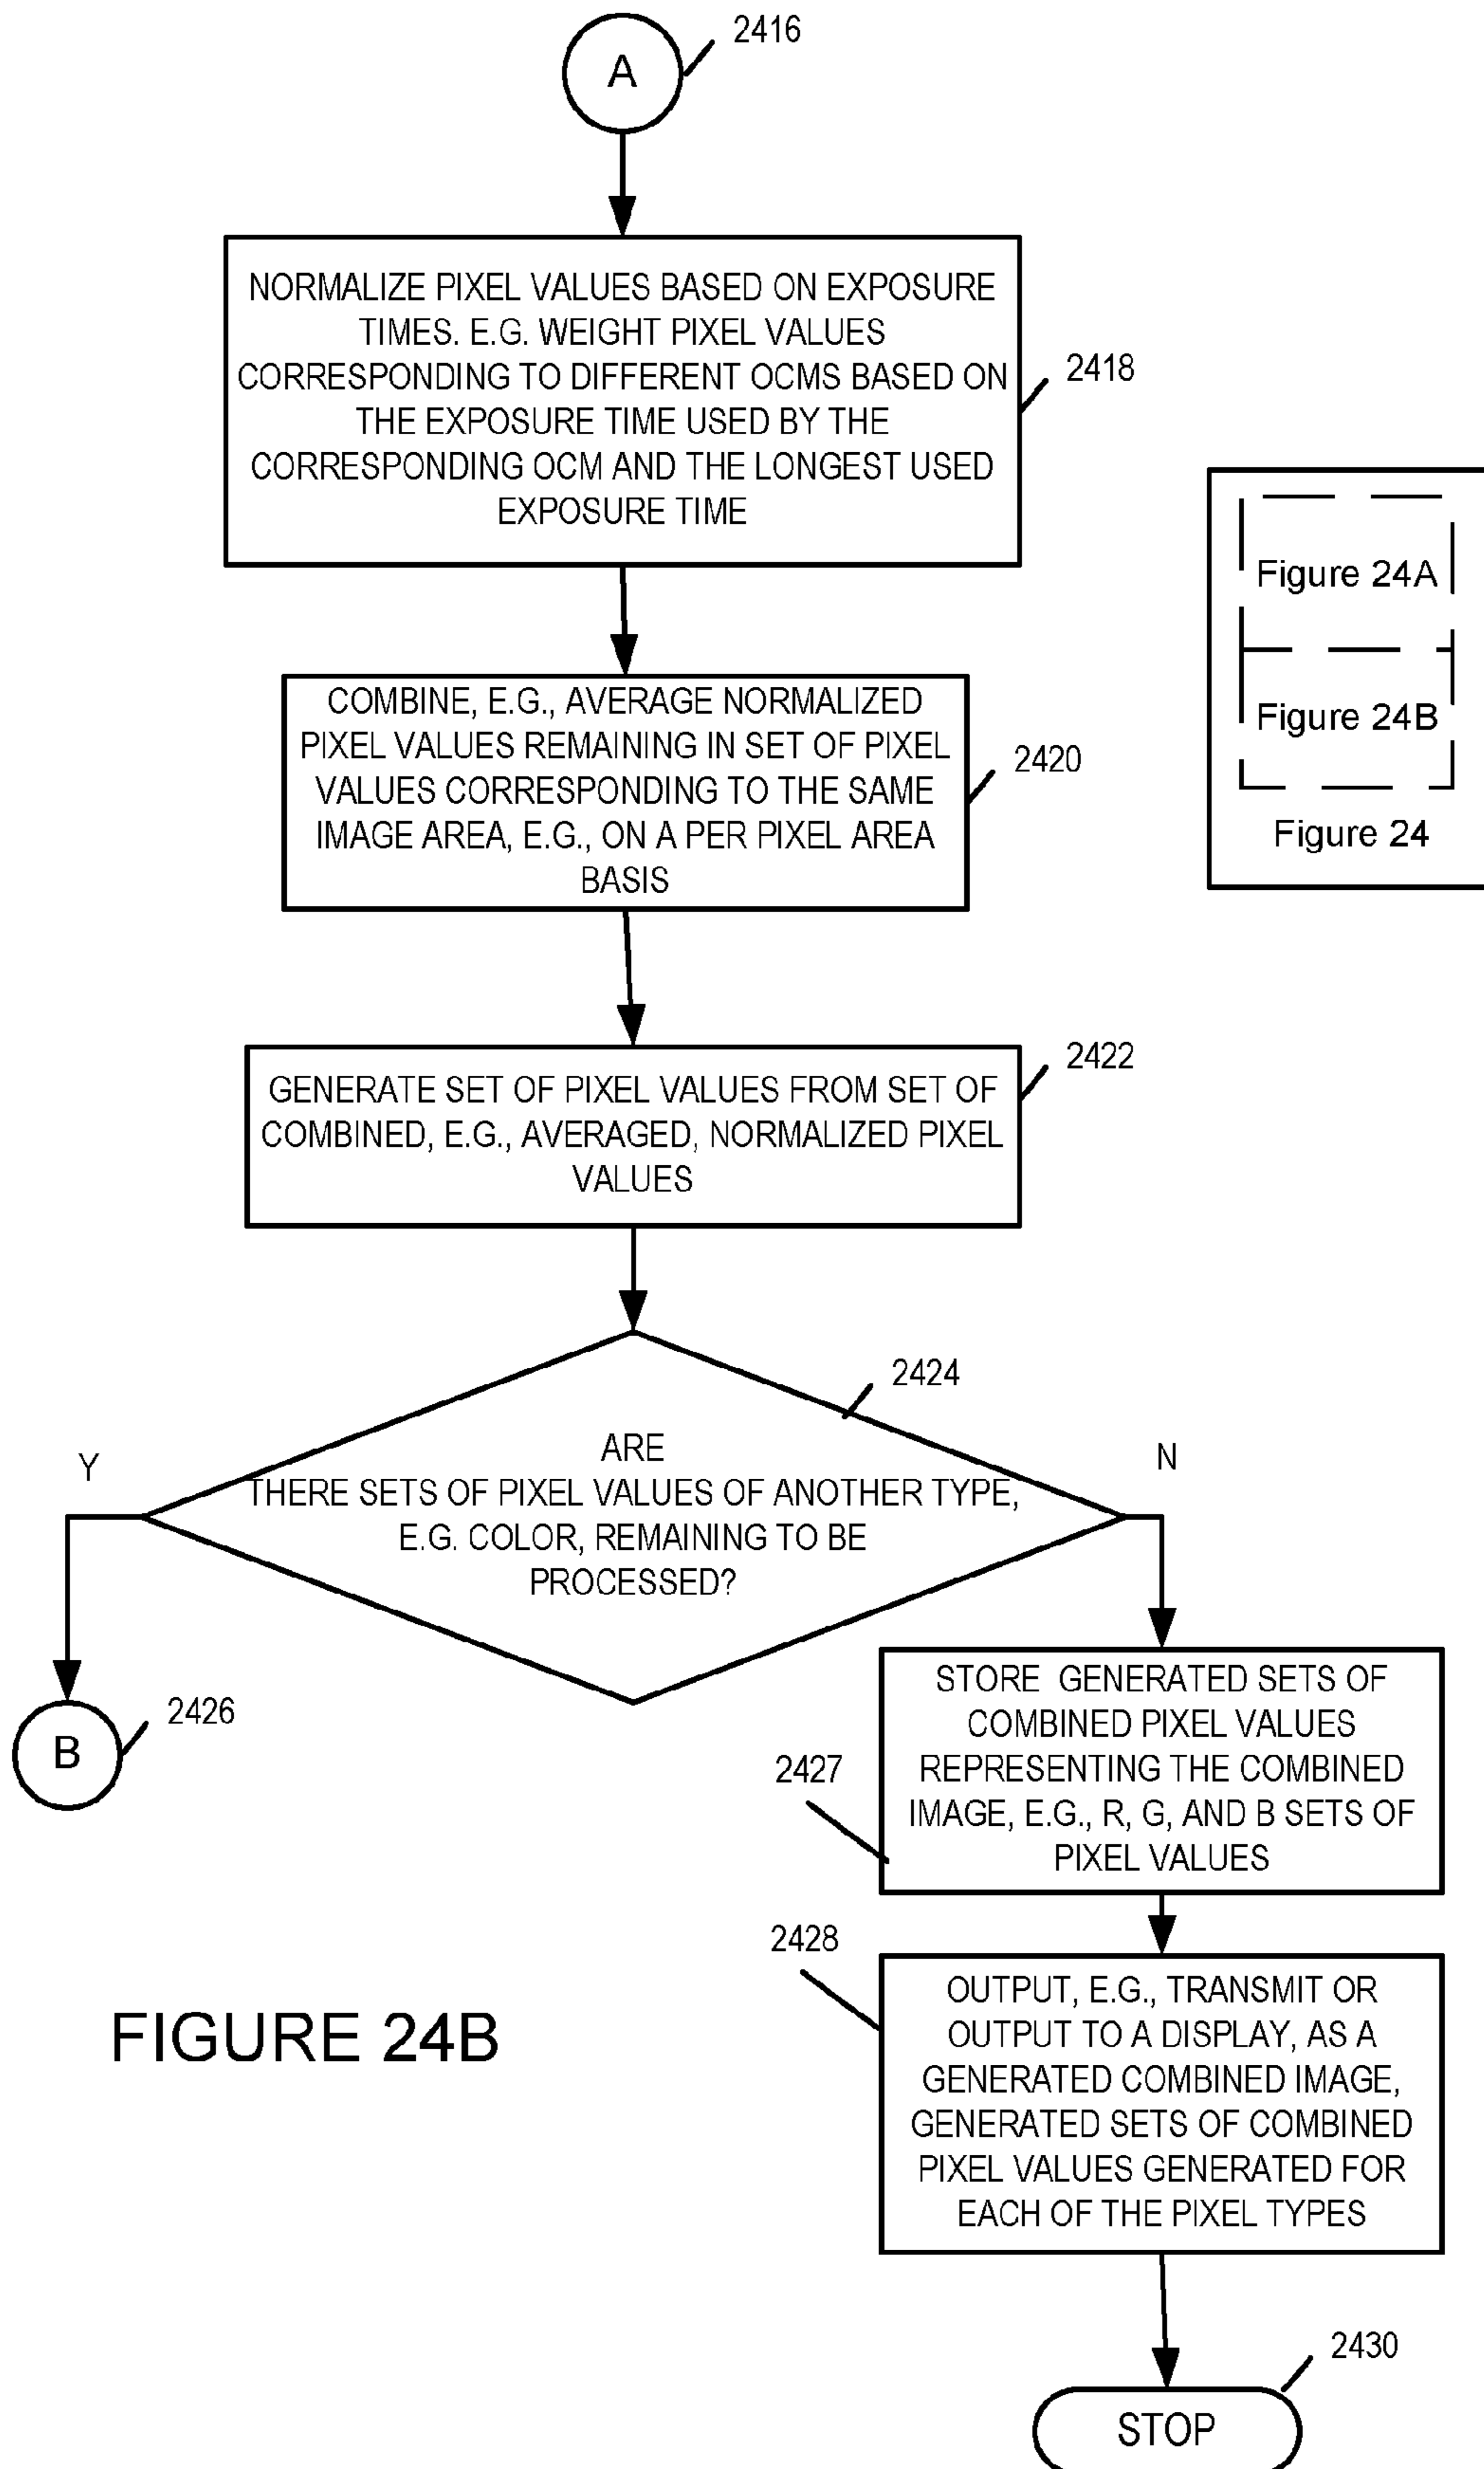 A
2416
NORMALIZE PIXEL VALUES BASED ON EXPOSURE
TIMES. E.G. WEIGHT PIXEL VALUES
CORRESPONDING TO DIFFERENT OCMS BASED ON
THE EXPOSURE TIME USED BY THE
CORRESPONDING OCM AND THE LONGEST USED
EXPOSURE TIME
2418
Figure 24A
Figure 24B
Figure 24
COMBINE, E.G., AVERAGE NORMALIZED
PIXEL VALUES REMAINING IN SET OF PIXEL
VALUES CORRESPONDING TO THE SAME
IMAGE AREA, E.G., ON A PER PIXEL AREA
BASIS
2420
GENERATE SET OF PIXEL VALUES FROM SET OF
COMBINED, E.G., AVERAGED, NORMALIZED PIXEL
VALUES
2422
2424
ARE
THERE SETS OF PIXEL VALUES OF ANOTHER TYPE,
E.G. COLOR, REMAINING TO BE
PROCESSED?
Y
N
B
2426
STORE GENERATED SETS OF
COMBINED PIXEL VALUES
REPRESENTING THE COMBINED
IMAGE, E.G., R, G, AND B SETS OF
PIXEL VALUES
2427
2428
OUTPUT, E.G., TRANSMIT OR
OUTPUT TO A DISPLAY, AS A
GENERATED COMBINED IMAGE,
GENERATED SETS OF COMBINED
PIXEL VALUES GENERATED FOR
EACH OF THE PIXEL TYPES
FIGURE 24B
2430
STOP